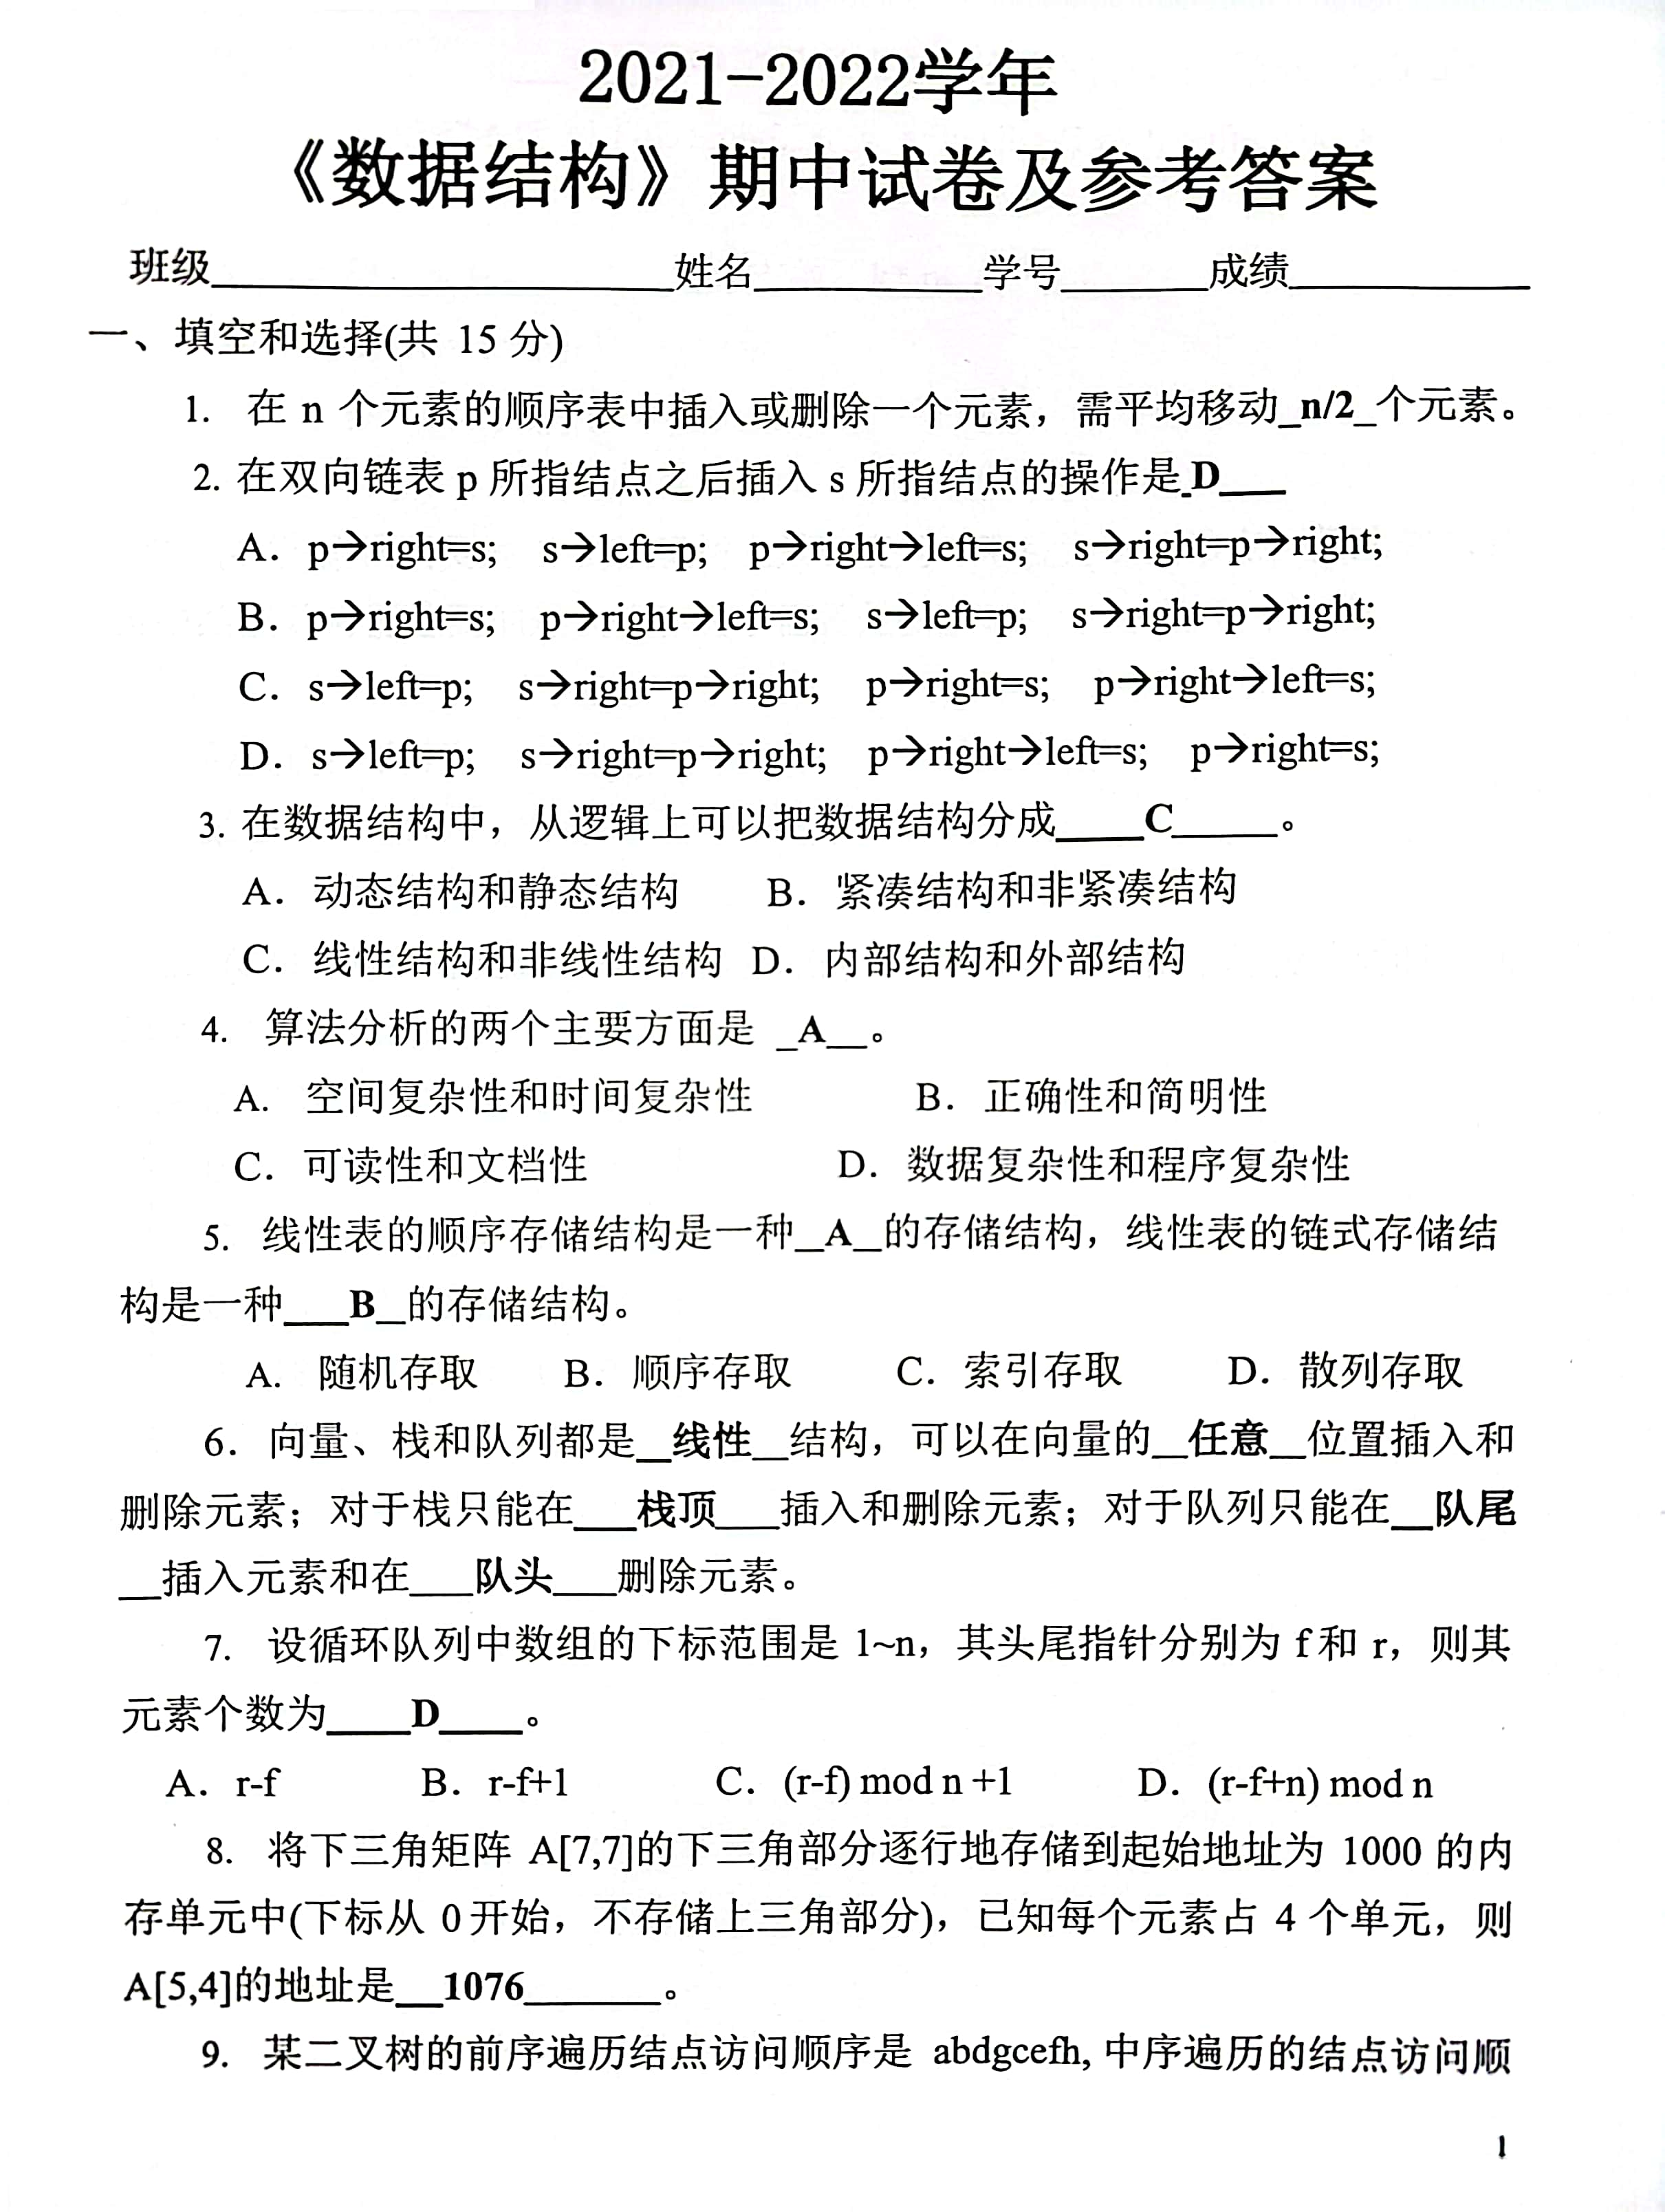 2021-2022学年
《数据结构》期中试卷及参考答案
班级______________________姓名___________学号_______成绩___________
一、填空和选择(共 15 分)
1. 在 n 个元素的顺序表中插入或删除一个元素，需平均移动_n/2_个元素。
2. 在双向链表 p 所指结点之后插入 s 所指结点的操作是_D___
A. p→right=s; s→left=p; p→right→left=s; s→right=p→right;
B. p→right=s; p→right→left=s; s→left=p; s→right=p→right;
C. s→left=p; s→right=p→right; p→right=s; p→right→left=s;
D. s→left=p; s→right=p→right; p→right→left=s; p→right=s;
3. 在数据结构中，从逻辑上可以把数据结构分成____C_____。
A. 动态结构和静态结构 B. 紧凑结构和非紧凑结构
C. 线性结构和非线性结构 D. 内部结构和外部结构
4. 算法分析的两个主要方面是 _A__。
A. 空间复杂性和时间复杂性 B. 正确性和简明性
C. 可读性和文档性 D. 数据复杂性和程序复杂性
5. 线性表的顺序存储结构是一种__A__的存储结构，线性表的链式存储结
构是一种___B__的存储结构。
A. 随机存取 B. 顺序存取 C. 索引存取 D. 散列存取
6. 向量、栈和队列都是__线性__结构，可以在向量的__任意__位置插入和
删除元素；对于栈只能在___栈顶___插入和删除元素；对于队列只能在__队尾
__插入元素和在___队头___删除元素。
7. 设循环队列中数组的下标范围是 1~n，其头尾指针分别为 f 和 r，则其
元素个数为____D____。
A. r-f B. r-f+1 C. (r-f) mod n +1 D. (r-f+n) mod n
8. 将下三角矩阵 A[7,7]的下三角部分逐行地存储到起始地址为 1000 的内
存单元中(下标从 0 开始，不存储上三角部分)，已知每个元素占 4 个单元，则
A[5,4]的地址是__1076______。
9. 某二叉树的前序遍历结点访问顺序是 abdgcefh, 中序遍历的结点访问顺
1